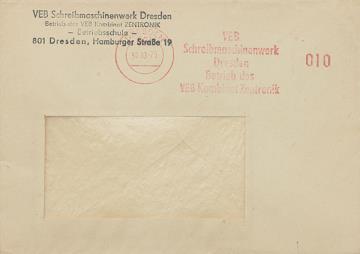 VEB Schreibmaschinenwerk Dresden
Betrieb des VEB Kombinat ZENTRONIK
– Betriebsschule –
801 Dresden, Hamburger Straße 19
VEB
Schreibmaschinenwerk
Dresden
Betrieb des
VEB Kombinat Zentronik
010